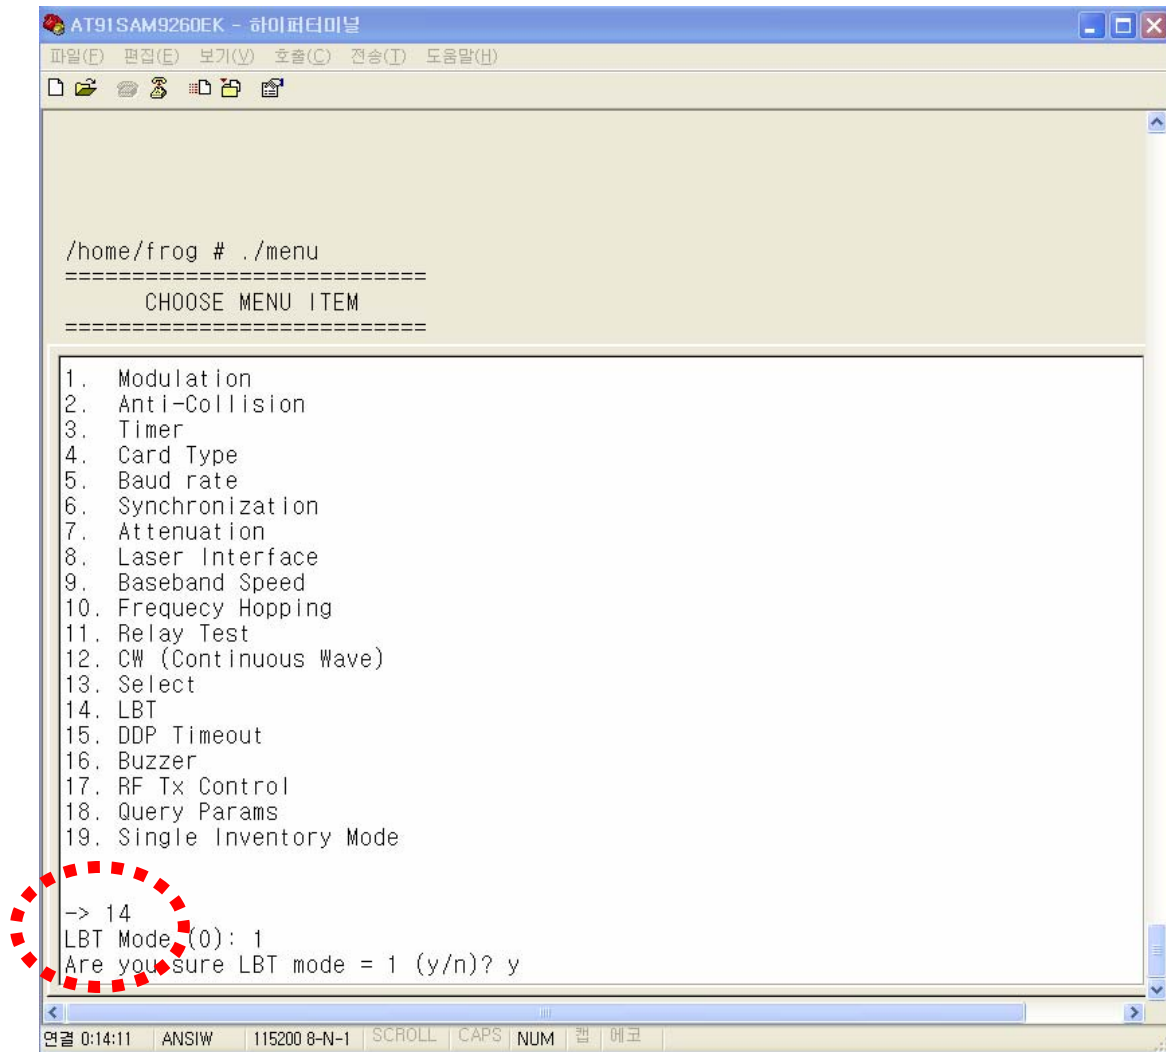 AT91SAM9260EK - 하이퍼터미널
파일(F) 편집(E) 보기(V) 호출(C) 전송(T) 도움말(H)
/home/frog # ./menu
===========================
CHOOSE MENU ITEM
===========================
1. Modulation
2. Anti-Collision
3. Timer
4. Card Type
5. Baud rate
6. Synchronization
7. Attenuation
8. Laser Interface
9. Baseband Speed
10. Frequecy Hopping
11. Relay Test
12. CW (Continuous Wave)
13. Select
14. LBT
15. DDP Timeout
16. Buzzer
17. RF Tx Control
18. Query Params
19. Single Inventory Mode
-> 14
LBT Mode (0): 1
Are you sure LBT mode = 1 (y/n)? y
연결 0:14:11 ANSIW 115200 8-N-1 SCROLL CAPS NUM 캡 에코